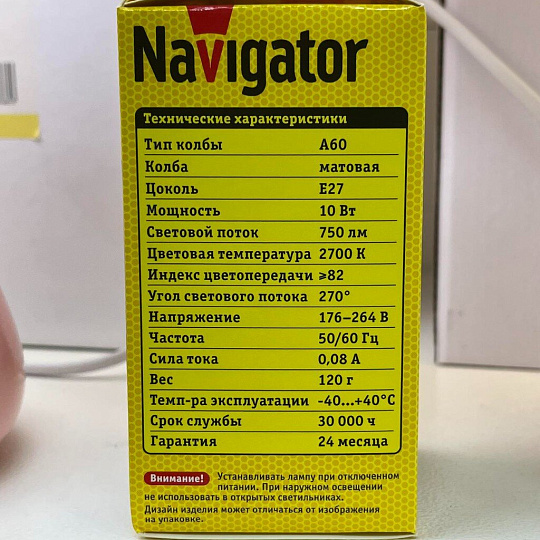 Navigator
Технические характеристики
Тип колбы A60
Колба матовая
Цоколь E27
Мощность 10 Вт
Световой поток 750 лм
Цветовая температура 2700 К
Индекс цветопередачи ≥82
Угол светового потока 270°
Напряжение 176–264 В
Частота 50/60 Гц
Сила тока 0,08 А
Вес 120 г
Темп-ра эксплуатации -40...+40°С
Срок службы 30 000 ч
Гарантия 24 месяца
Внимание! Устанавливать лампу при отключенном
питании. При наружном освещении
не использовать в открытых светильниках.
Дизайн изделия может отличаться от изображения
на упаковке.